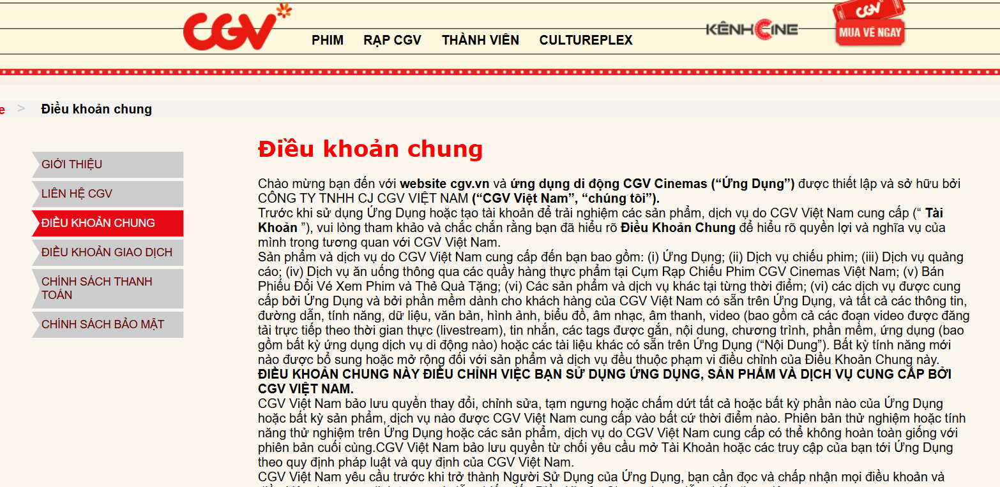 CGV
PHIM RẠP CGV THÀNH VIÊN CULTUREPLEX
KÊNH CINE
CGV
MUA VÉ NGAY
e > Điều khoản chung
GIỚI THIỆU
LIÊN HỆ CGV
ĐIỀU KHOẢN CHUNG
ĐIỀU KHOẢN GIAO DỊCH
CHÍNH SÁCH THANH
TOÁN
CHÍNH SÁCH BẢO MẬT
Điều khoản chung
Chào mừng bạn đến với website cgv.vn và ứng dụng di động CGV Cinemas (“Ứng Dụng”) được thiết lập và sở hữu bởi
CÔNG TY TNHH CJ CGV VIỆT NAM (“CGV Việt Nam”, “chúng tôi”).
Trước khi sử dụng Ứng Dụng hoặc tạo tài khoản để trải nghiệm các sản phẩm, dịch vụ do CGV Việt Nam cung cấp (“ Tài
Khoản ”), vui lòng tham khảo và chắc chắn rằng bạn đã hiểu rõ Điều Khoản Chung để hiểu rõ quyền lợi và nghĩa vụ của
mình trong tương quan với CGV Việt Nam.
Sản phẩm và dịch vụ do CGV Việt Nam cung cấp đến bạn bao gồm: (i) Ứng Dụng; (ii) Dịch vụ chiếu phim; (iii) Dịch vụ quảng
cáo; (iv) Dịch vụ ăn uống thông qua các quầy hàng thực phẩm tại Cụm Rạp Chiếu Phim CGV Cinemas Việt Nam; (v) Bán
Phiếu Đổi Vé Xem Phim và Thẻ Quà Tặng; (vi) Các sản phẩm và dịch vụ khác tại từng thời điểm; (vi) các dịch vụ được cung
cấp bởi Ứng Dụng và bởi phần mềm dành cho khách hàng của CGV Việt Nam có sẵn trên Ứng Dụng, và tất cả các thông tin,
đường dẫn, tính năng, dữ liệu, văn bản, hình ảnh, biểu đồ, âm nhạc, âm thanh, video (bao gồm cả các đoạn video được đăng
tải trực tiếp theo thời gian thực (livestream), tin nhắn, các tags được gắn, nội dung, chương trình, phần mềm, ứng dụng (bao
gồm bất kỳ ứng dụng dịch vụ di động nào) hoặc các tài liệu khác có sẵn trên Ứng Dụng (“Nội Dung”). Bất kỳ tính năng mới
nào được bổ sung hoặc mở rộng đối với sản phẩm và dịch vụ đều thuộc phạm vi điều chỉnh của Điều Khoản Chung này.
ĐIỀU KHOẢN CHUNG NÀY ĐIỀU CHỈNH VIỆC BẠN SỬ DỤNG ỨNG DỤNG, SẢN PHẨM VÀ DỊCH VỤ CUNG CẤP BỞI
CGV VIỆT NAM.
CGV Việt Nam bảo lưu quyền thay đổi, chỉnh sửa, tạm ngưng hoặc chấm dứt tất cả hoặc bất kỳ phần nào của Ứng Dụng
hoặc bất kỳ sản phẩm, dịch vụ nào được CGV Việt Nam cung cấp vào bất cứ thời điểm nào. Phiên bản thử nghiệm hoặc tính
năng thử nghiệm trên Ứng Dụng hoặc các sản phẩm, dịch vụ do CGV Việt Nam cung cấp có thể không hoàn toàn giống với
phiên bản cuối cùng.CGV Việt Nam bảo lưu quyền từ chối yêu cầu mở Tài Khoản hoặc các truy cập của bạn tới Ứng Dụng
theo quy định pháp luật và quy định của CGV Việt Nam.
CGV Việt Nam yêu cầu trước khi trở thành Người Sử Dụng của Ứng Dụng, bạn cần đọc và chấp nhận mọi điều khoản và